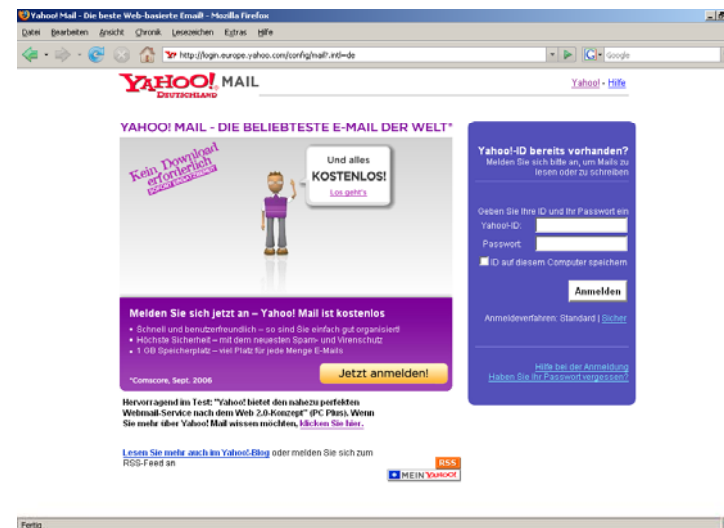 Yahoo! Mail - Die beste Web-basierte Email! - Mozilla Firefox
Datei Bearbeiten Ansicht Chronik Lesezeichen Extras Hilfe
http://login.europe.yahoo.com/config/mail?.intl=de
Google
YAHOO! MAIL
DEUTSCHLAND
Yahoo! - Hilfe
YAHOO! MAIL - DIE BELIEBTESTE E-MAIL DER WELT*
Kein Download
erforderlich
SOFORT EINSATZBEREIT
Und alles
KOSTENLOS!
Los geht's
Melden Sie sich jetzt an – Yahoo! Mail ist kostenlos
• Schnell und benutzerfreundlich – so sind Sie einfach gut organisiert!
• Höchste Sicherheit – mit dem neuesten Spam- und Virenschutz
• 1 GB Speicherplatz – viel Platz für jede Menge E-Mails
*Comscore, Sept. 2006
Jetzt anmelden!
Hervorragend im Test: "Yahoo! bietet den nahezu perfekten
Webmail-Service nach dem Web 2.0-Konzept" (PC Plus). Wenn
Sie mehr über Yahoo! Mail wissen möchten, klicken Sie hier.
Lesen Sie mehr auch im Yahoo!-Blog oder melden Sie sich zum
RSS-Feed an
RSS
MEIN YAHOO!
Yahoo!-ID bereits vorhanden?
Melden Sie sich bitte an, um Mails zu
lesen oder zu schreiben
Geben Sie Ihre ID und Ihr Passwort ein
Yahoo!-ID:
Passwort:
ID auf diesem Computer speichern
Anmelden
Anmeldeverfahren: Standard | Sicher
Hilfe bei der Anmeldung
Haben Sie Ihr Passwort vergessen?
Fertig